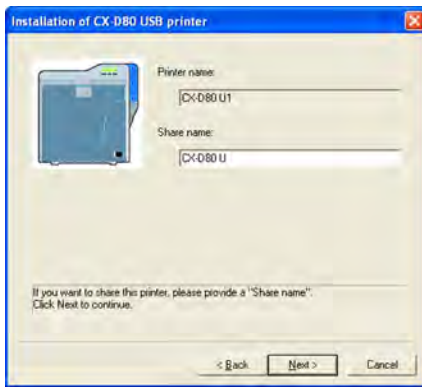 Installation of CX-D80 USB printer
Printer name:
CX-D80 U1
Share name:
CX-D80 U
If you want to share this printer, please provide a "Share name".
Click Next to continue.
< Back Next > Cancel